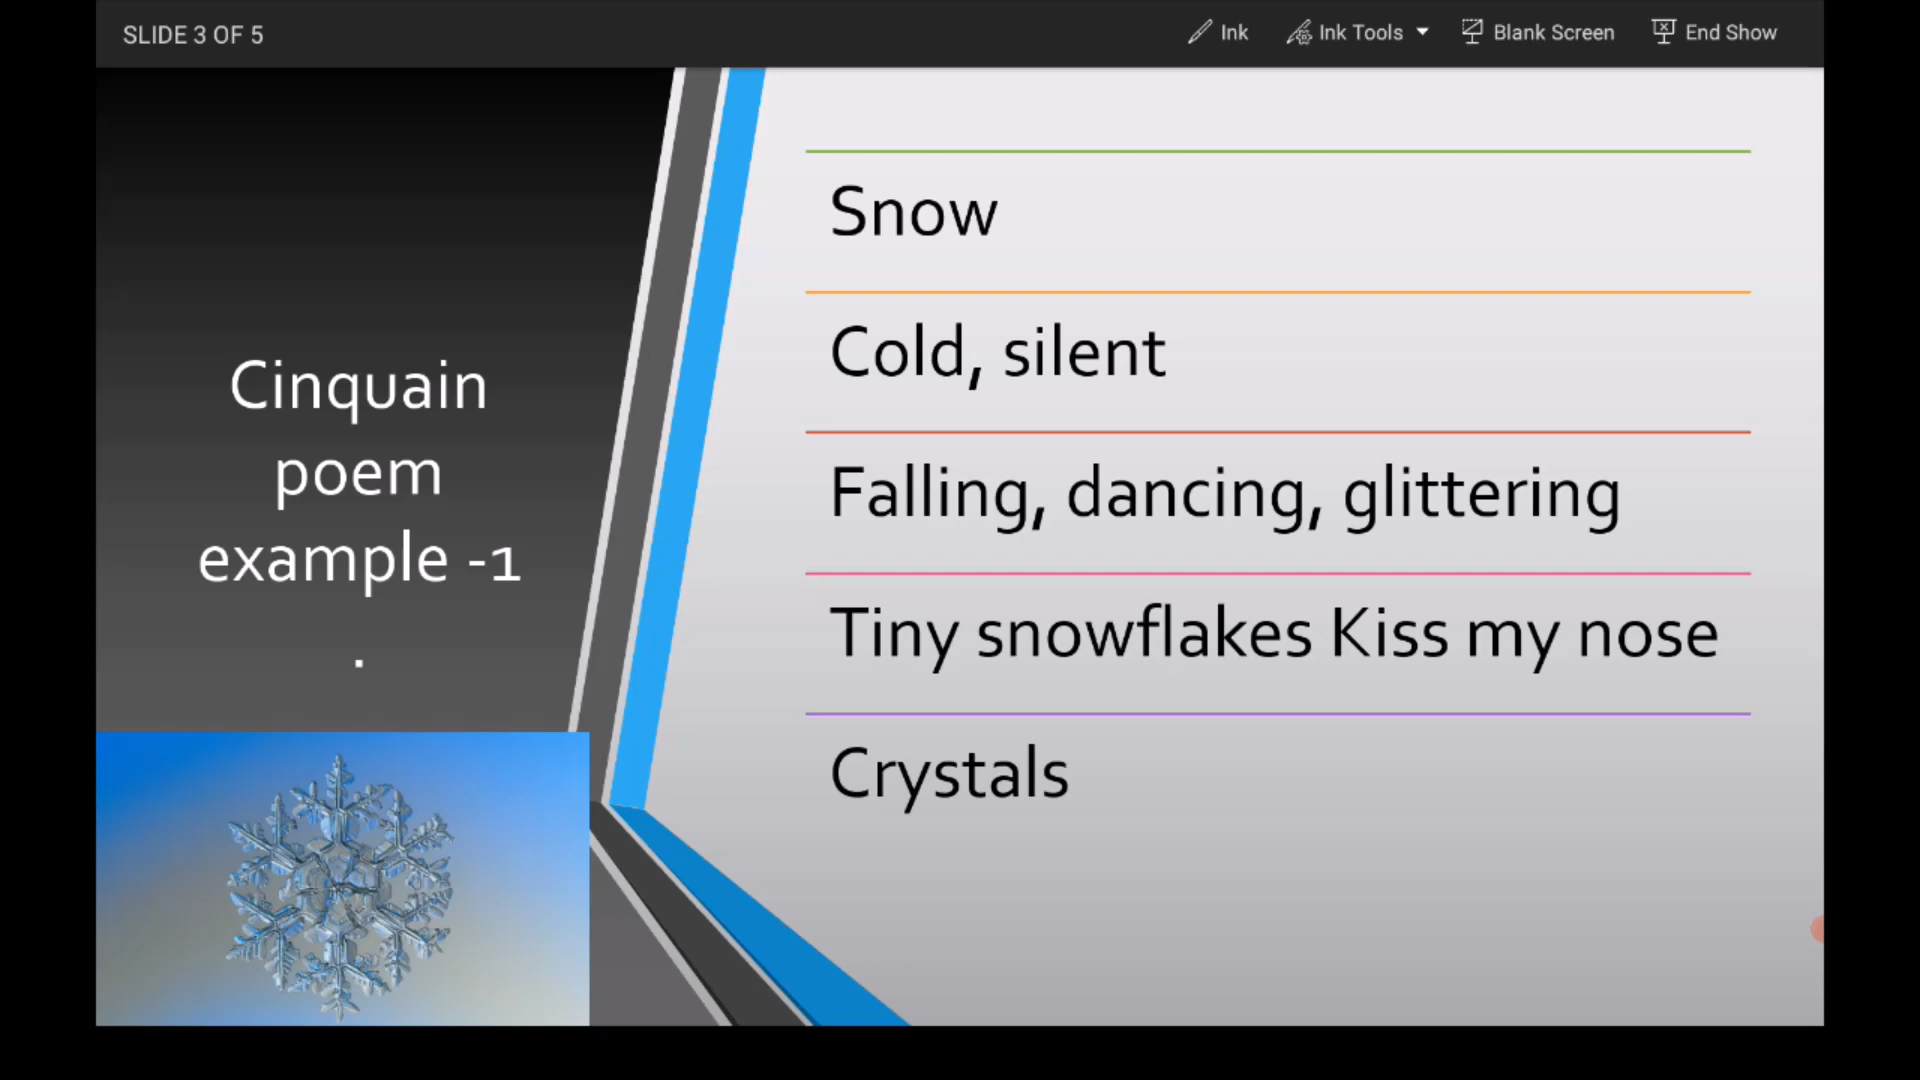 SLIDE 3 OF 5
Ink
Ink Tools
Blank Screen
End Show
Cinquain
poem
example -1
.
Snow
Cold, silent
Falling, dancing, glittering
Tiny snowflakes Kiss my nose
Crystals